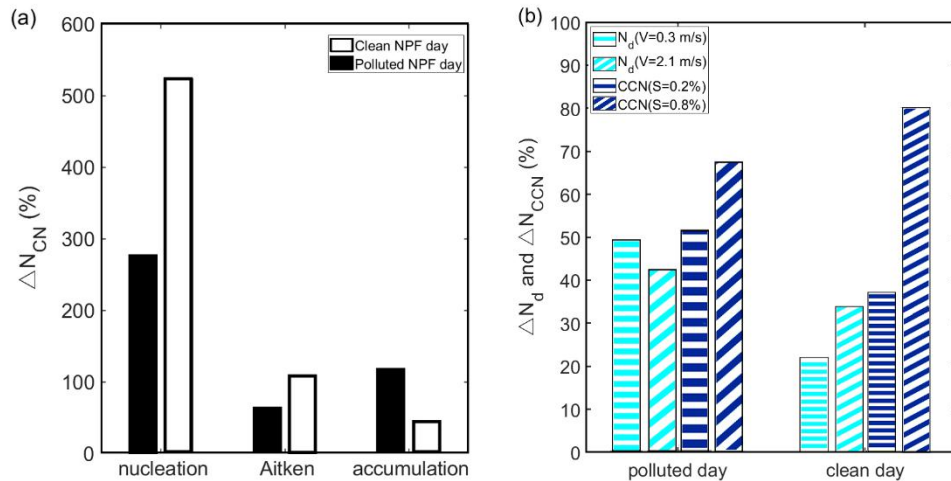 (a)
600
500
400
300
200
100
0
△N_CN (%)
Clean NPF day
Polluted NPF day
nucleation Aitken accumulation
(b)
100
90
80
70
60
50
40
30
20
10
0
△N_d and △N_CCN (%)
N_d(V=0.3 m/s)
N_d(V=2.1 m/s)
CCN(S=0.2%)
CCN(S=0.8%)
polluted day clean day